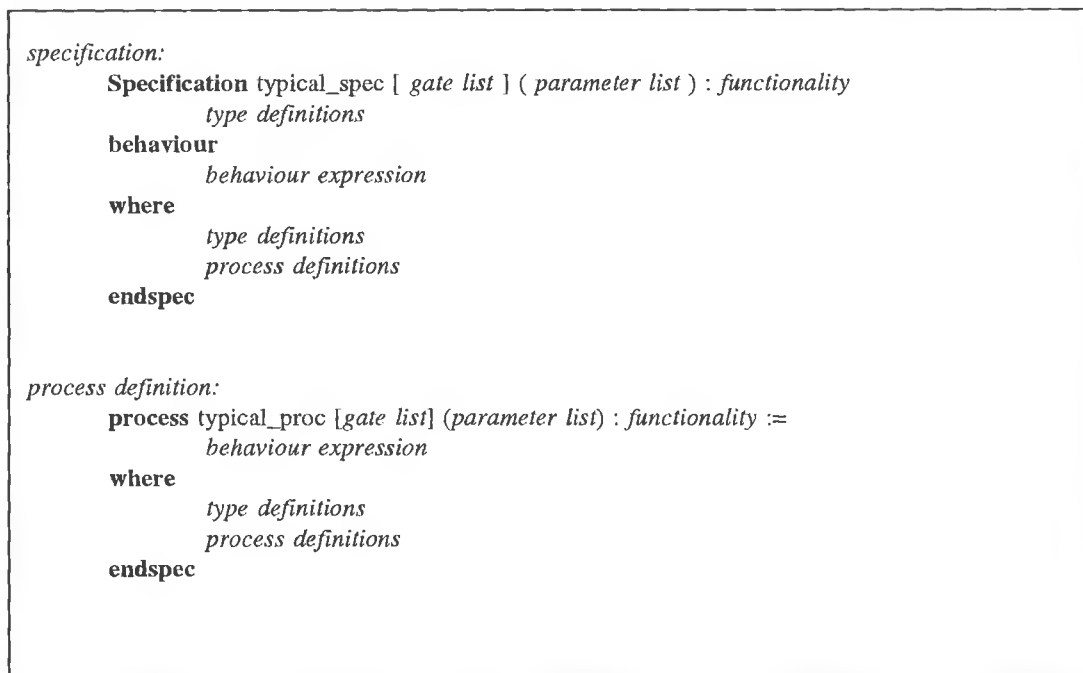 specification:
Specification typical_spec [ gate list ] ( parameter list ) : functionality
type definitions
behaviour
behaviour expression
where
type definitions
process definitions
endspec
process definition:
process typical_proc [gate list] (parameter list) : functionality :=
behaviour expression
where
type definitions
process definitions
endspec